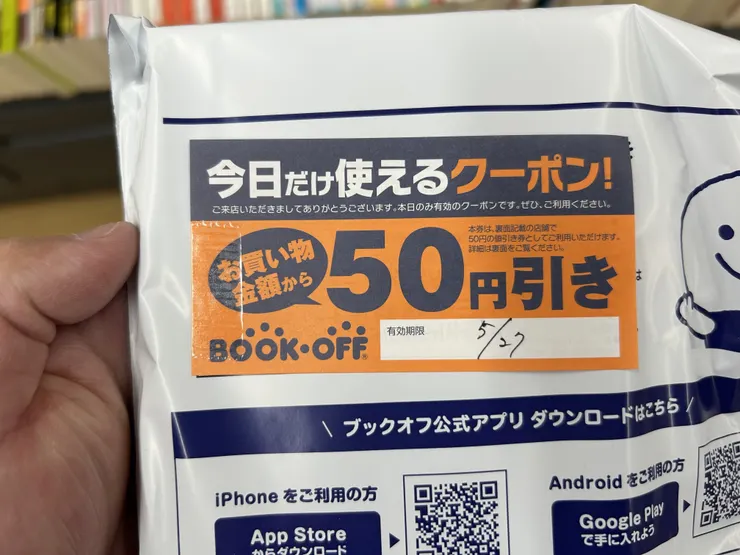 今日だけ使えるクーポン!
ご来店いただきましてありがとうございます。本日のみ有効のクーポンです。ぜひ、ご利用ください。
本券は、裏面記載の店舗で
50円の値引き券としてご利用いただけます。
詳細は裏面をご覧ください。
お買い物
金額から
50円引き
BOOK・OFF®
有効期限
5/27
\ ブックオフ公式アプリ ダウンロードはこちら /
iPhone をご利用の方
App Store
からダウンロード
Android をご利用の方
Google Play
で手に入れよう